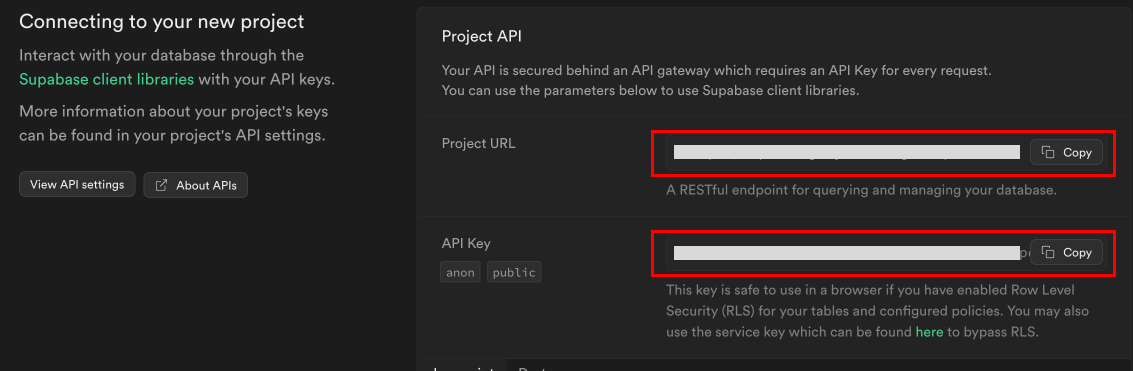 Connecting to your new project
Interact with your database through the
Supabase client libraries with your API keys.
More information about your project's keys
can be found in your project's API settings.
View API settings
About APIs
Project API
Your API is secured behind an API gateway which requires an API Key for every request.
You can use the parameters below to use Supabase client libraries.
Project URL
Copy
A RESTful endpoint for querying and managing your database.
API Key
anon public
Copy
This key is safe to use in a browser if you have enabled Row Level
Security (RLS) for your tables and configured policies. You may also
use the service key which can be found here to bypass RLS.